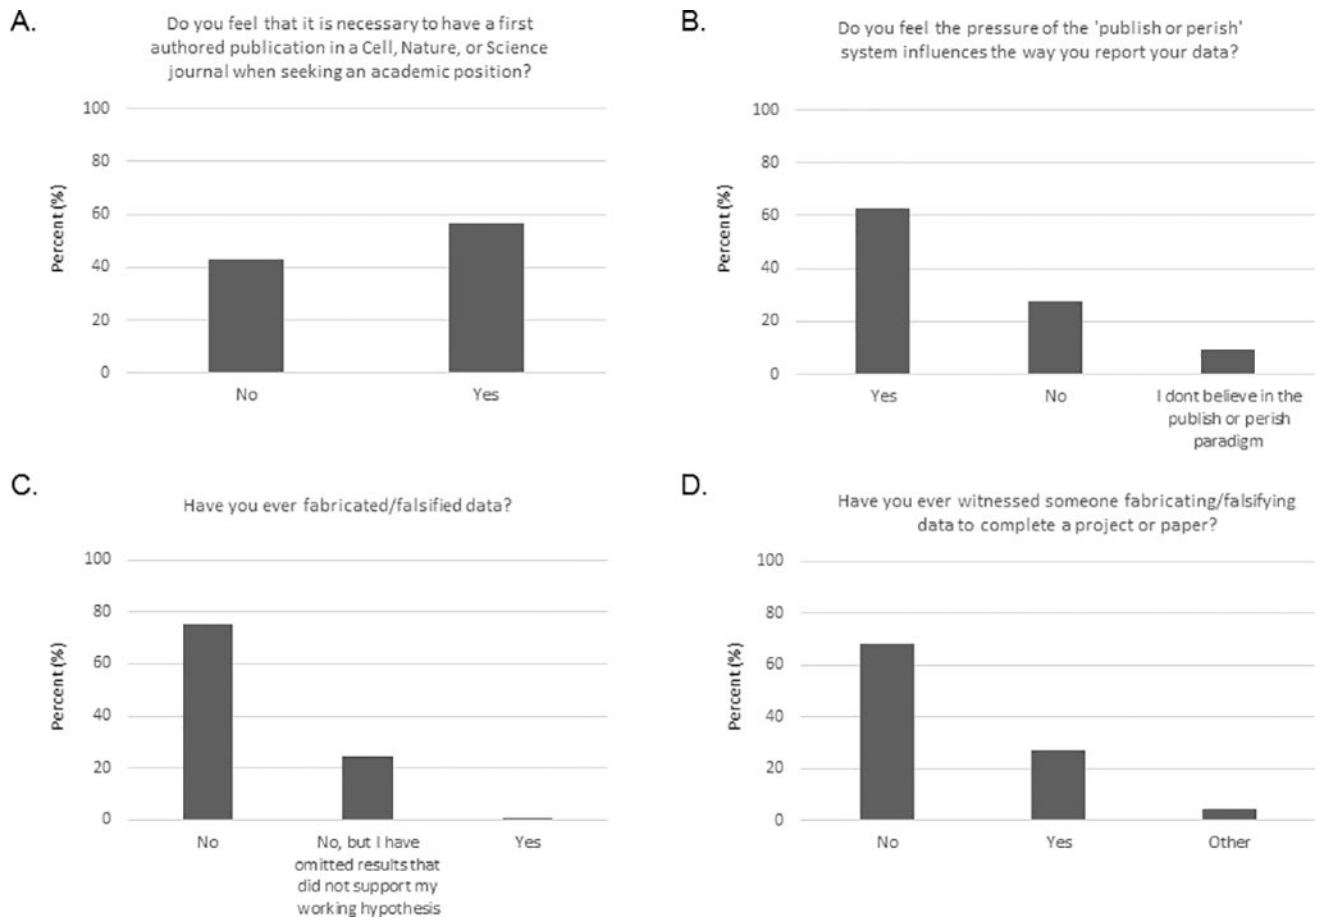 A.
Do you feel that it is necessary to have a first
authored publication in a Cell, Nature, or Science
journal when seeking an academic position?
100
80
60
40
20
0
Percent (%)
No
Yes
B.
Do you feel the pressure of the 'publish or perish'
system influences the way you report your data?
100
80
60
40
20
0
Percent (%)
Yes
No
I dont believe in the
publish or perish
paradigm
C.
Have you ever fabricated/falsified data?
100
80
60
40
20
0
Percent (%)
No
No, but I have
omitted results that
did not support my
working hypothesis
Yes
D.
Have you ever witnessed someone fabricating/falsifying
data to complete a project or paper?
100
80
60
40
20
0
Percent (%)
No
Yes
Other